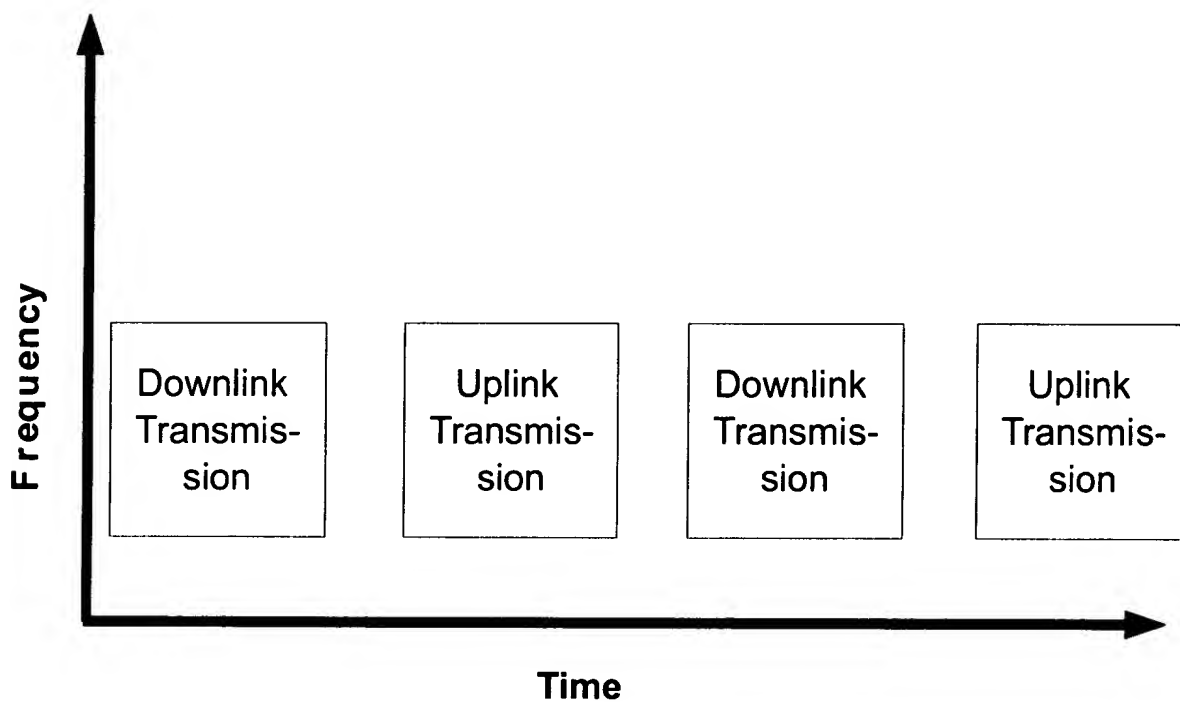 Frequency
Downlink
Transmis-
sion
Uplink
Transmis-
sion
Downlink
Transmis-
sion
Uplink
Transmis-
sion
Time